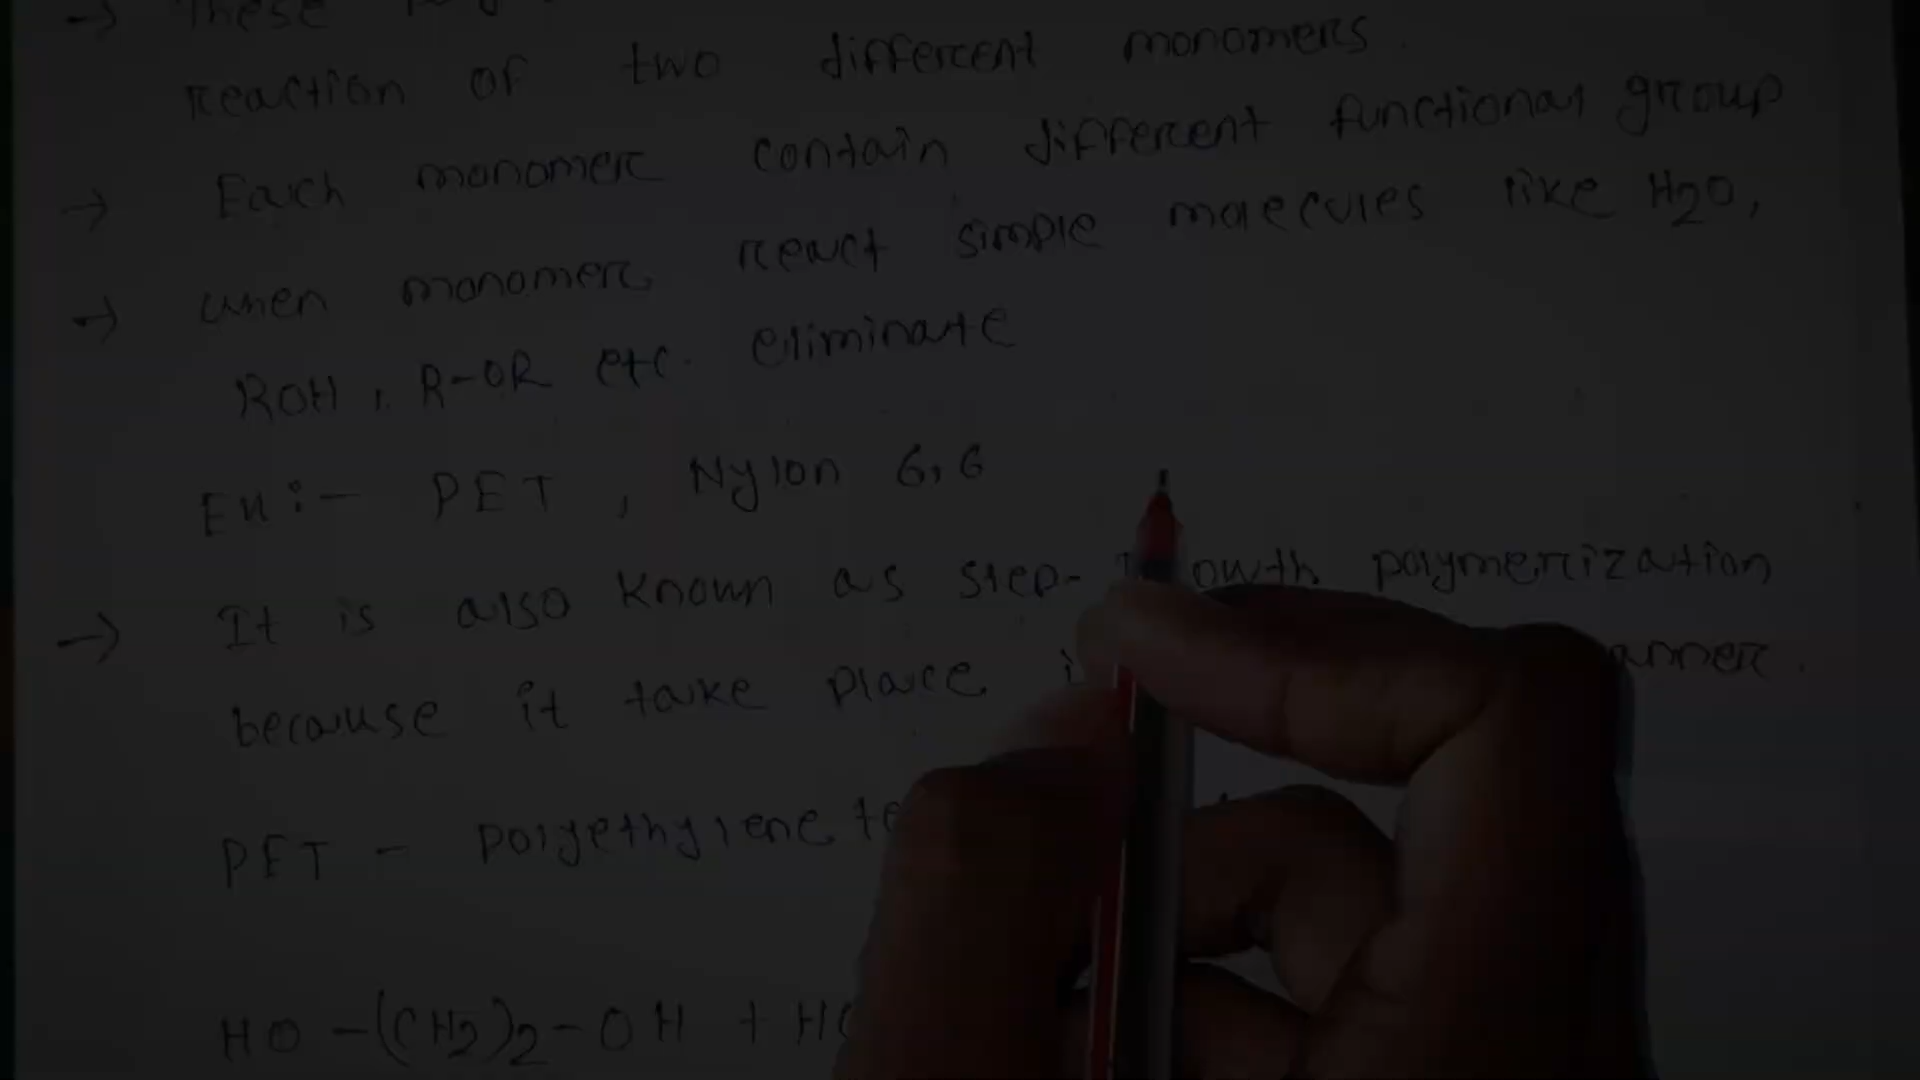 → These
Reaction of two different monomers.
→ Each monomer contain different functional group
→ when monomer react simple molecules like H2O,
ROH, R-OR etc. eliminate
Ex:- PET, Nylon 6,6
→ It is also known as step- owth polymerization
because it take place
PET - polyethylene te
HO -(CH2)2-OH + H